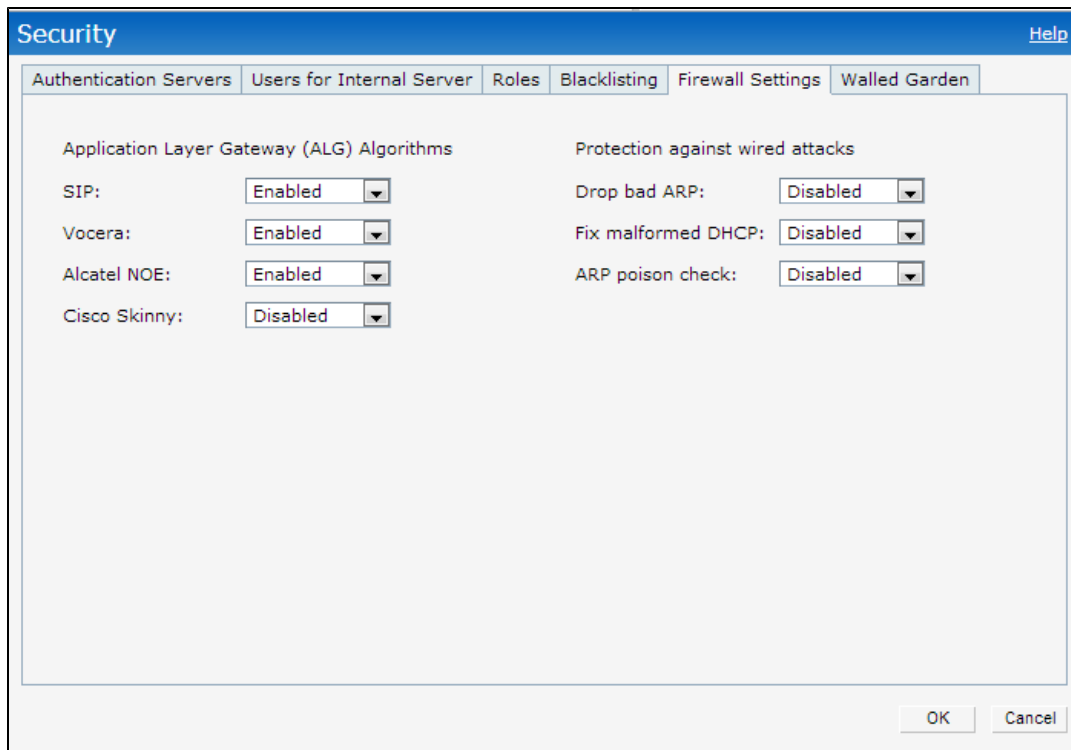 Security
Help
Authentication Servers
Users for Internal Server
Roles
Blacklisting
Firewall Settings
Walled Garden
Application Layer Gateway (ALG) Algorithms
SIP: Enabled
Vocera: Enabled
Alcatel NOE: Enabled
Cisco Skinny: Disabled
Protection against wired attacks
Drop bad ARP: Disabled
Fix malformed DHCP: Disabled
ARP poison check: Disabled
OK
Cancel